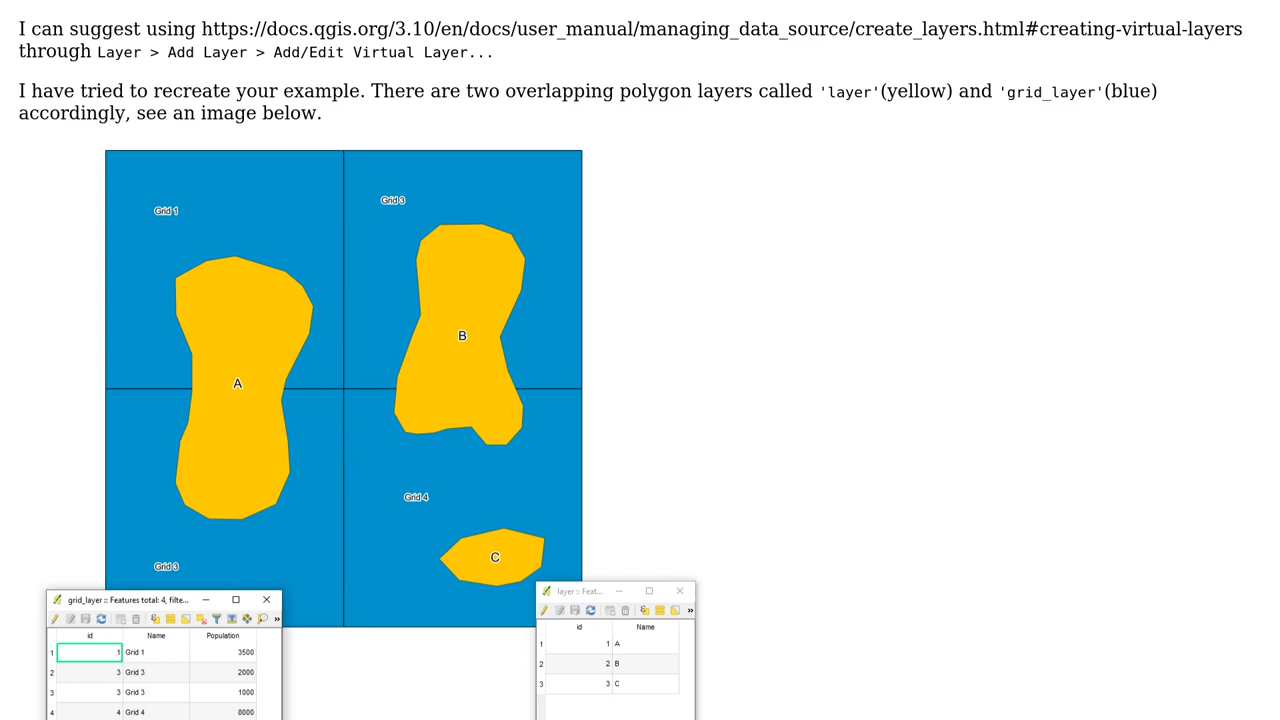 I can suggest using https://docs.qgis.org/3.10/en/docs/user_manual/managing_data_source/create_layers.html#creating-virtual-layers
through Layer > Add Layer > Add/Edit Virtual Layer...
I have tried to recreate your example. There are two overlapping polygon layers called 'layer'(yellow) and 'grid_layer'(blue)
accordingly, see an image below.
Grid 1
Grid 3
B
A
Grid 4
C
Grid 3
grid_layer :: Features total: 4, filte...
id Name Population
1 1 Grid 1 3500
2 3 Grid 3 2000
3 3 Grid 3 1000
4 4 Grid 4 8000
layer :: Feat...
id Name
1 1 A
2 2 B
3 3 C